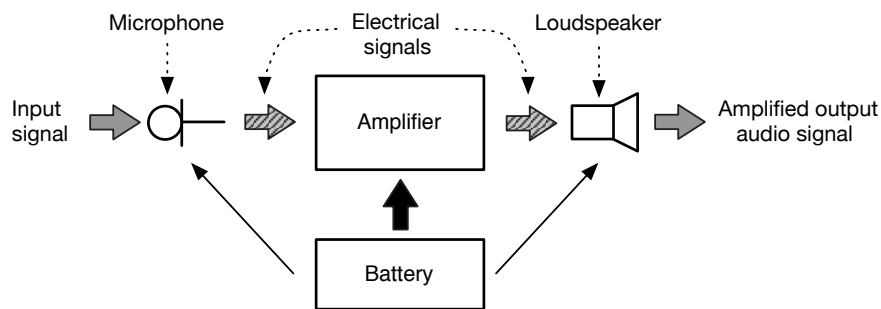 Microphone
Electrical
signals
Loudspeaker
Input
signal
Amplifier
Amplified output
audio signal
Battery